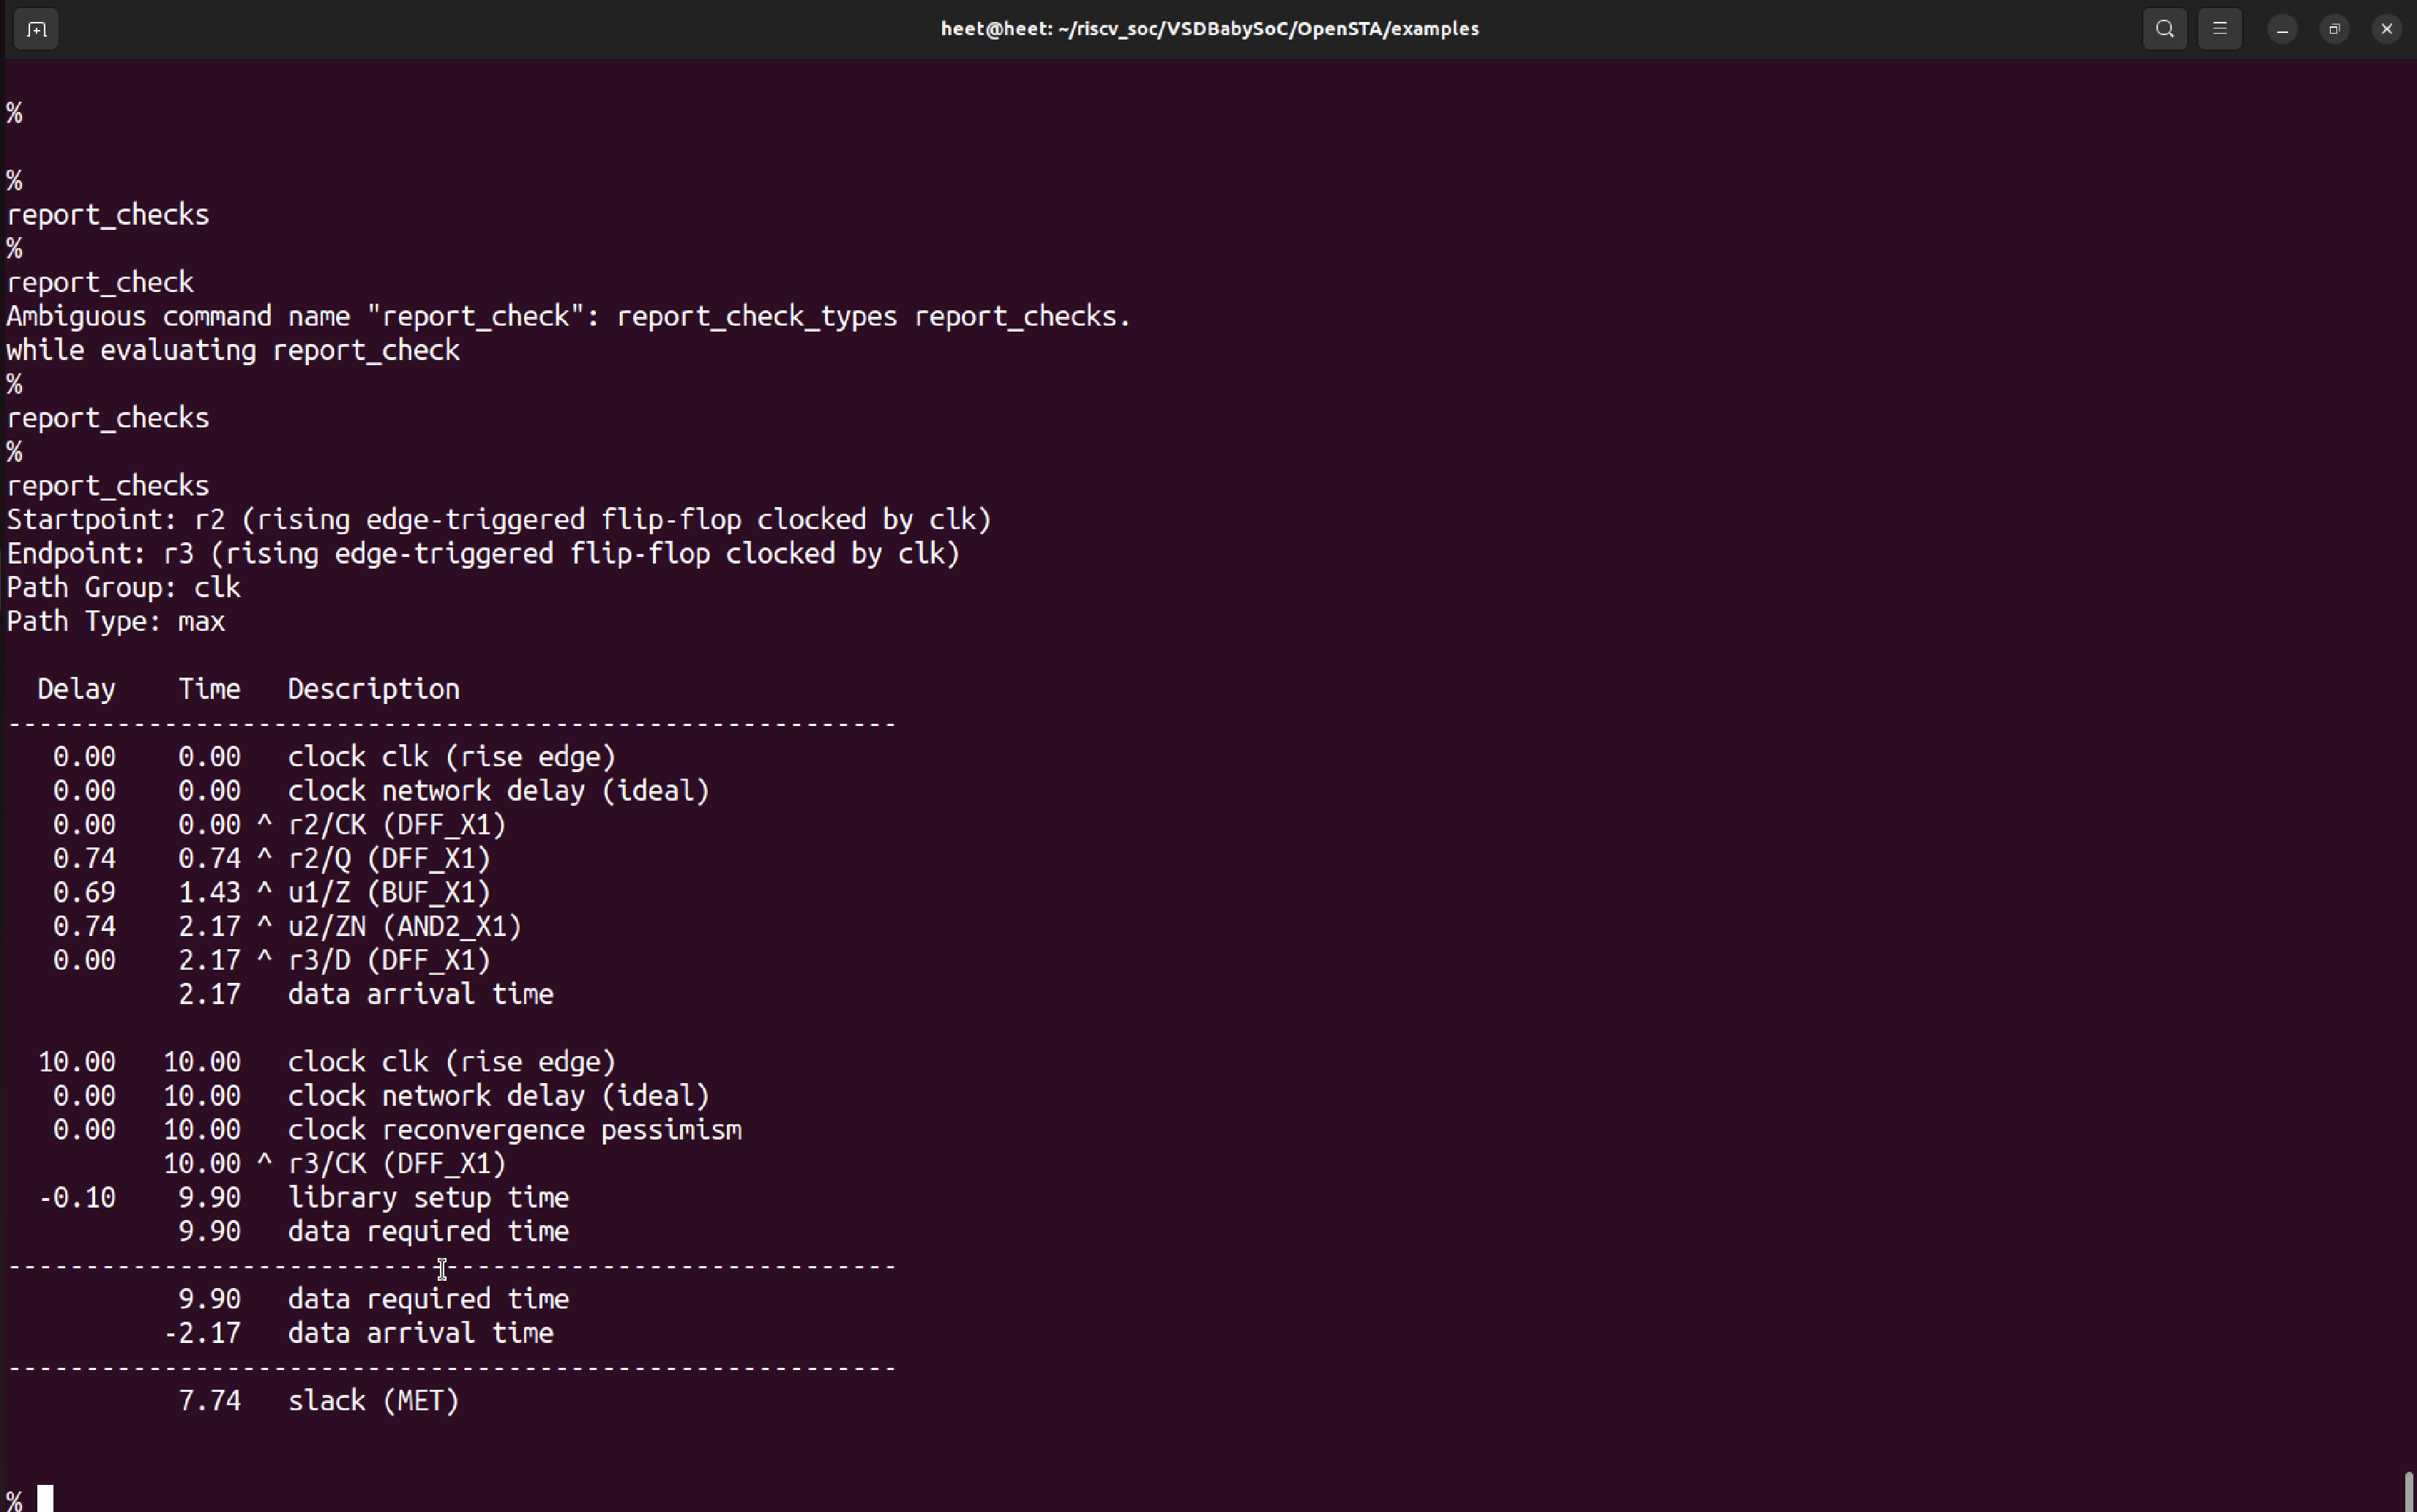 heet@heet: ~/riscv_soc/VSDBabySoC/OpenSTA/examples
%
%
report_checks
%
report_check
Ambiguous command name "report_check": report_check_types report_checks.
while evaluating report_check
%
report_checks
%
report_checks
Startpoint: r2 (rising edge-triggered flip-flop clocked by clk)
Endpoint: r3 (rising edge-triggered flip-flop clocked by clk)
Path Group: clk
Path Type: max
  Delay    Time   Description
---------------------------------------------------------
   0.00    0.00   clock clk (rise edge)
   0.00    0.00   clock network delay (ideal)
   0.00    0.00 ^ r2/CK (DFF_X1)
   0.74    0.74 ^ r2/Q (DFF_X1)
   0.69    1.43 ^ u1/Z (BUF_X1)
   0.74    2.17 ^ u2/ZN (AND2_X1)
   0.00    2.17 ^ r3/D (DFF_X1)
           2.17   data arrival time
  10.00   10.00   clock clk (rise edge)
   0.00   10.00   clock network delay (ideal)
   0.00   10.00   clock reconvergence pessimism
          10.00 ^ r3/CK (DFF_X1)
  -0.10    9.90   library setup time
           9.90   data required time
---------------------------------------------------------
           9.90   data required time
          -2.17   data arrival time
---------------------------------------------------------
           7.74   slack (MET)
%